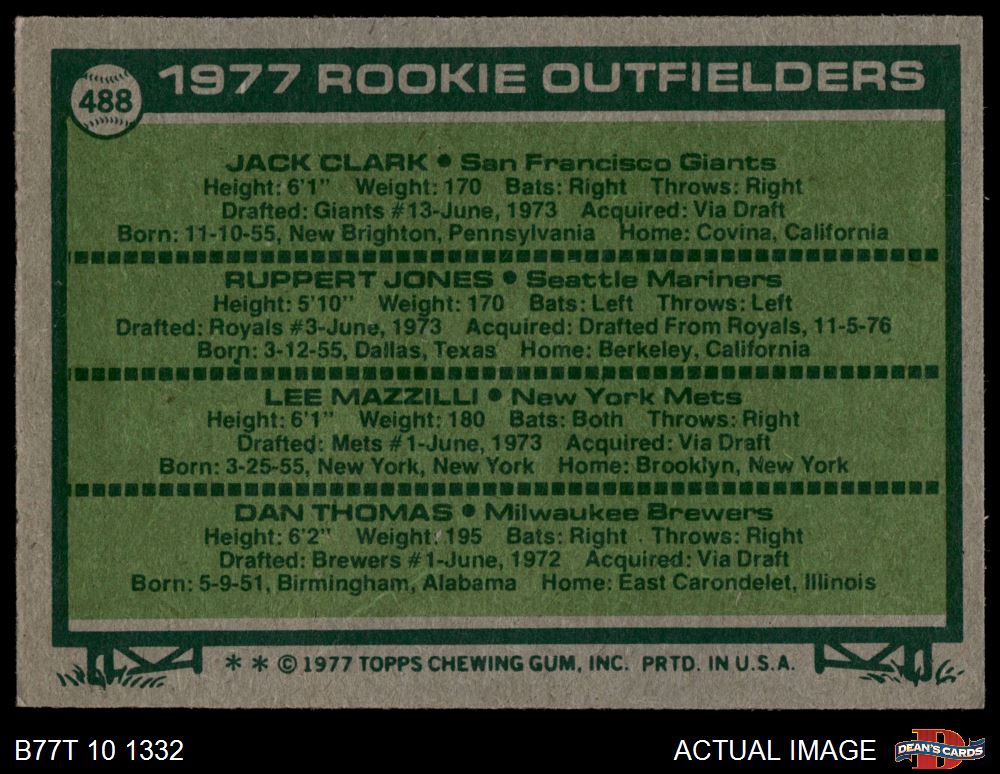 488
1977 ROOKIE OUTFIELDERS
JACK CLARK • San Francisco Giants
Height: 6'1" Weight: 170 Bats: Right Throws: Right
Drafted: Giants #13-June, 1973 Acquired: Via Draft
Born: 11-10-55, New Brighton, Pennsylvania Home: Covina, California
RUPPERT JONES • Seattle Mariners
Height: 5'10" Weight: 170 Bats: Left Throws: Left
Drafted: Royals #3-June, 1973 Acquired: Drafted From Royals, 11-5-76
Born: 3-12-55, Dallas, Texas Home: Berkeley, California
LEE MAZZILLI • New York Mets
Height: 6'1" Weight: 180 Bats: Both Throws: Right
Drafted: Mets #1-June, 1973 Acquired: Via Draft
Born: 3-25-55, New York, New York Home: Brooklyn, New York
DAN THOMAS • Milwaukee Brewers
Height: 6'2" Weight: 195 Bats: Right Throws: Right
Drafted: Brewers #1-June, 1972 Acquired: Via Draft
Born: 5-9-51, Birmingham, Alabama Home: East Carondelet, Illinois
* * © 1977 TOPPS CHEWING GUM, INC. PRTD. IN U.S.A.
B77T 10 1332
ACTUAL IMAGE
D
DEAN'S CARDS